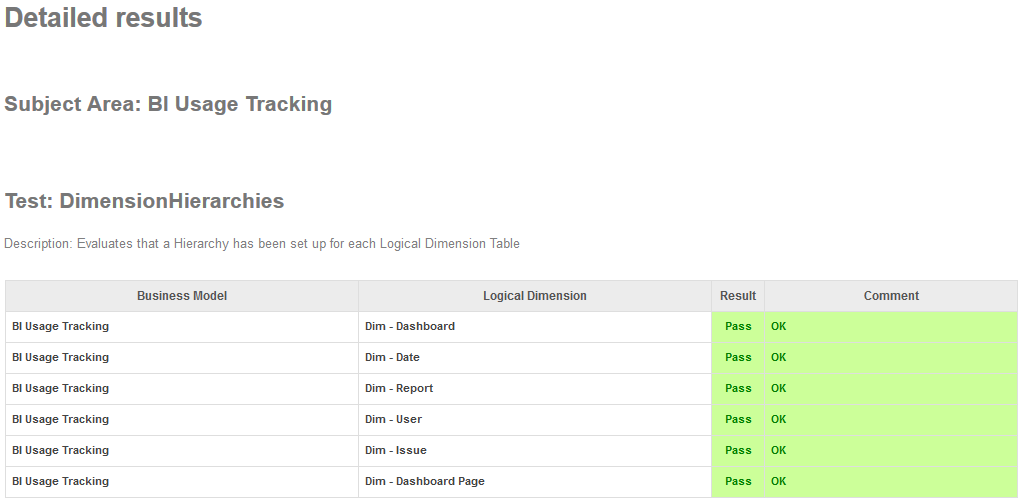 Detailed results
Subject Area: BI Usage Tracking
Test: DimensionHierarchies
Description: Evaluates that a Hierarchy has been set up for each Logical Dimension Table
Business Model Logical Dimension Result Comment
BI Usage Tracking Dim - Dashboard Pass OK
BI Usage Tracking Dim - Date Pass OK
BI Usage Tracking Dim - Report Pass OK
BI Usage Tracking Dim - User Pass OK
BI Usage Tracking Dim - Issue Pass OK
BI Usage Tracking Dim - Dashboard Page Pass OK